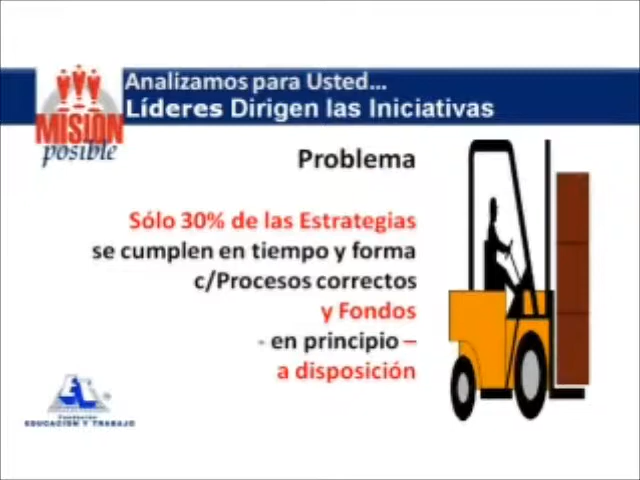 Analizamos para Usted...
Líderes Dirigen las Iniciativas
MISIÓN
posible
Problema
Sólo 30% de las Estrategias
se cumplen en tiempo y forma
c/Procesos correctos
y Fondos
- en principio –
a disposición
Fundación
EDUCACION Y TRABAJO